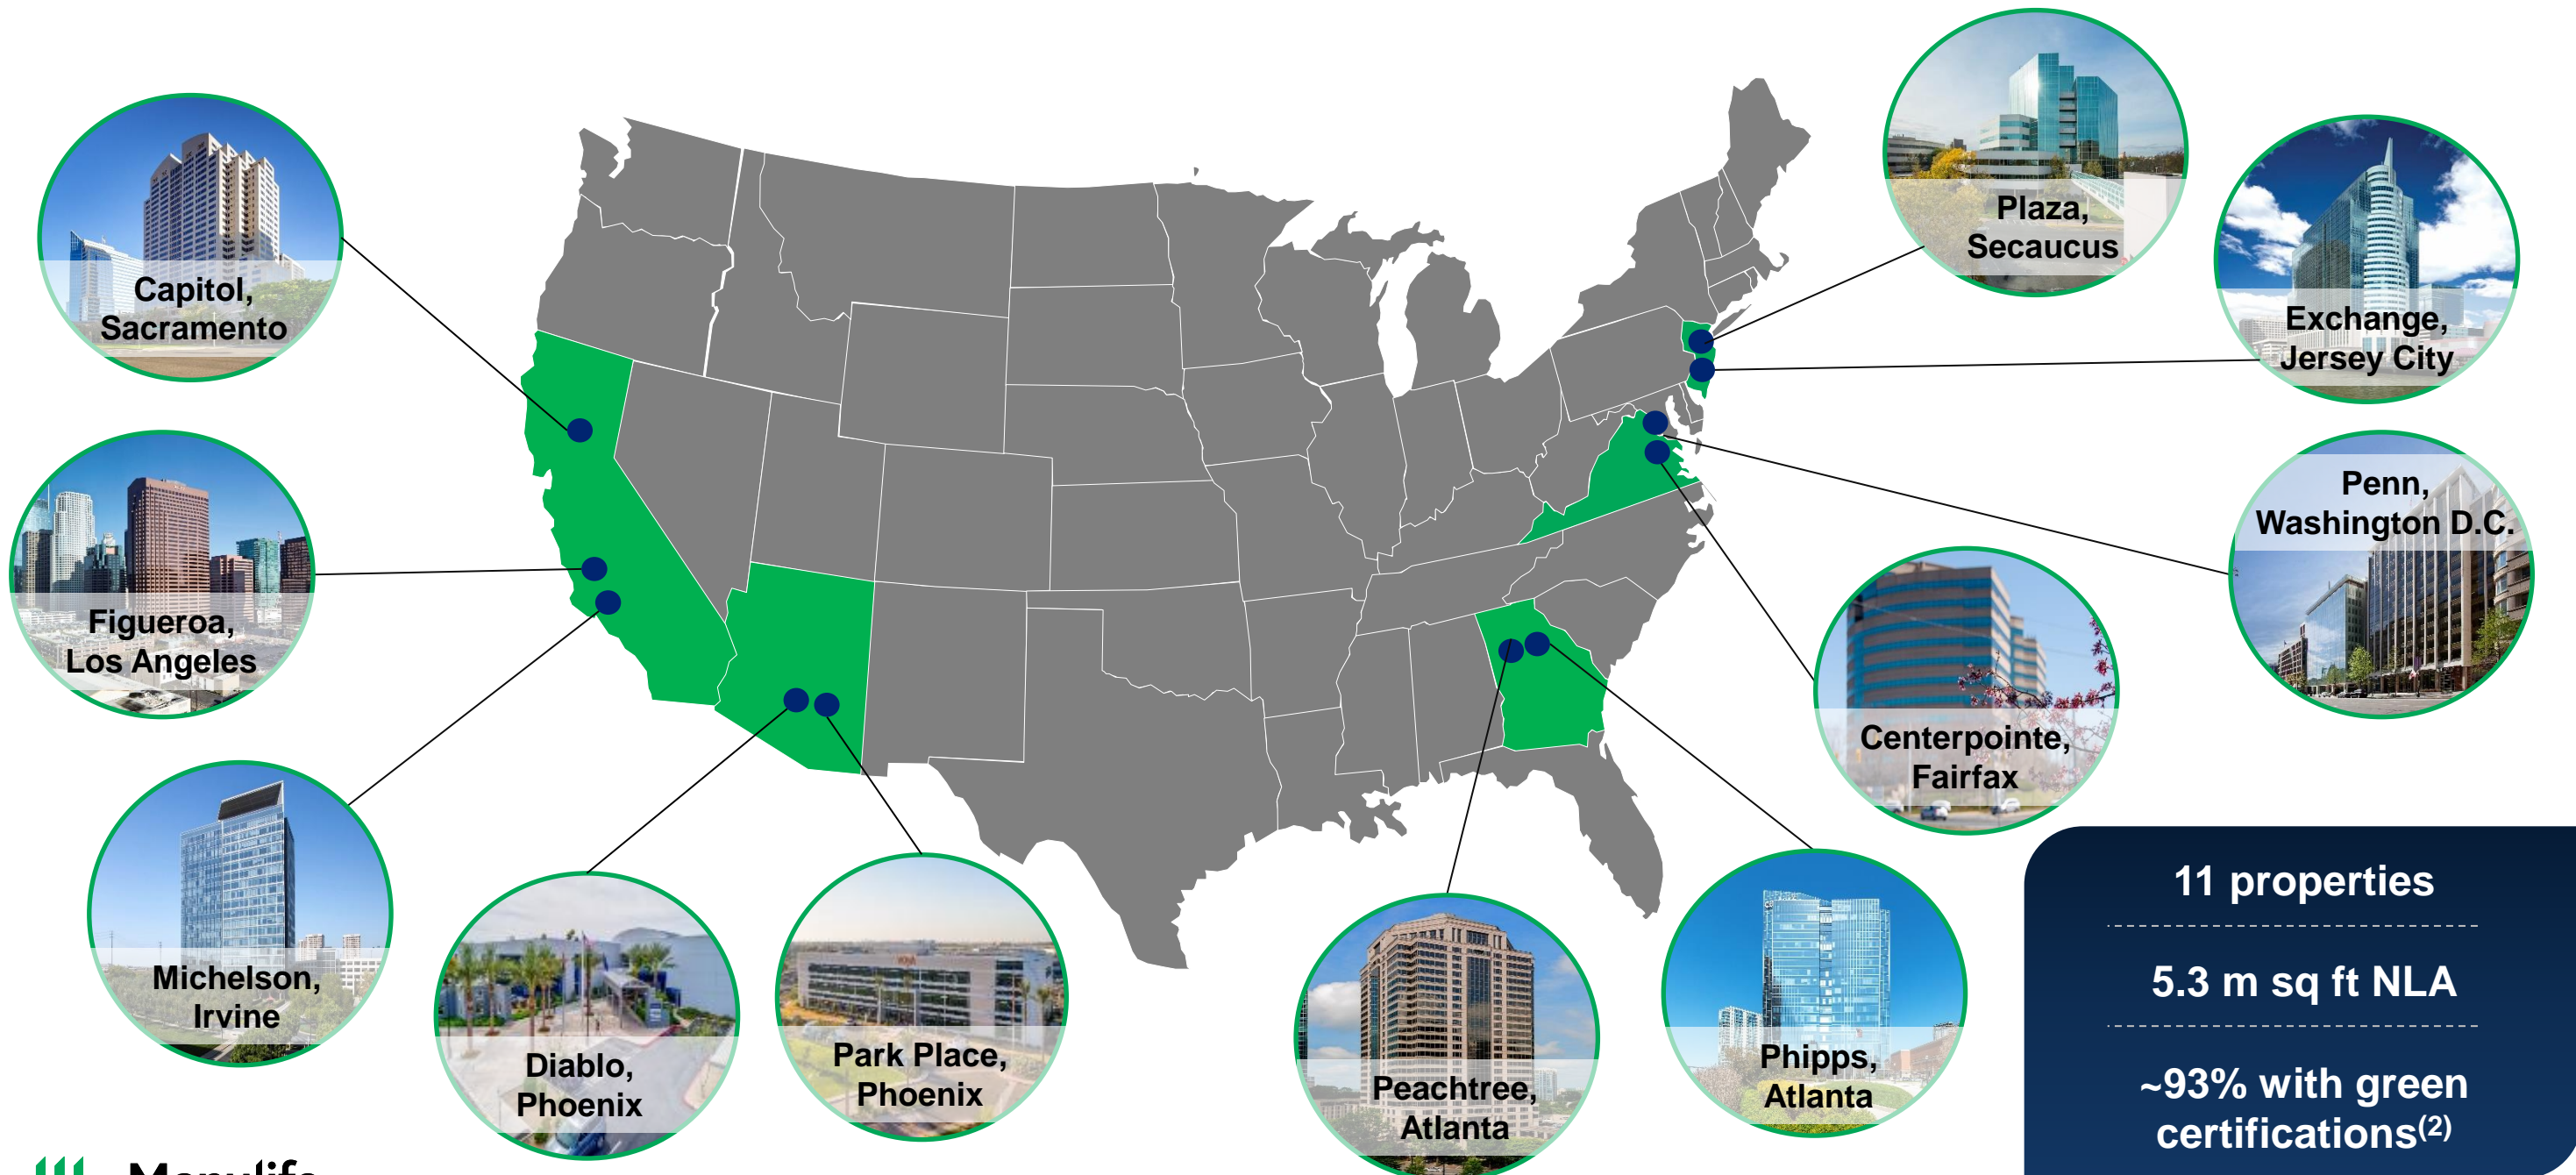 Capitol,
Sacramento
Plaza,
Secaucus
Exchange,
Jersey City
Figueroa,
Los Angeles
Penn,
Washington D.C.
Michelson,
Irvine
Centerpointe,
Fairfax
Diablo,
Phoenix
Park Place,
Phoenix
Peachtree,
Atlanta
Phipps,
Atlanta
11 properties
5.3 m sq ft NLA
~93% with green
certifications(2)
Manulife